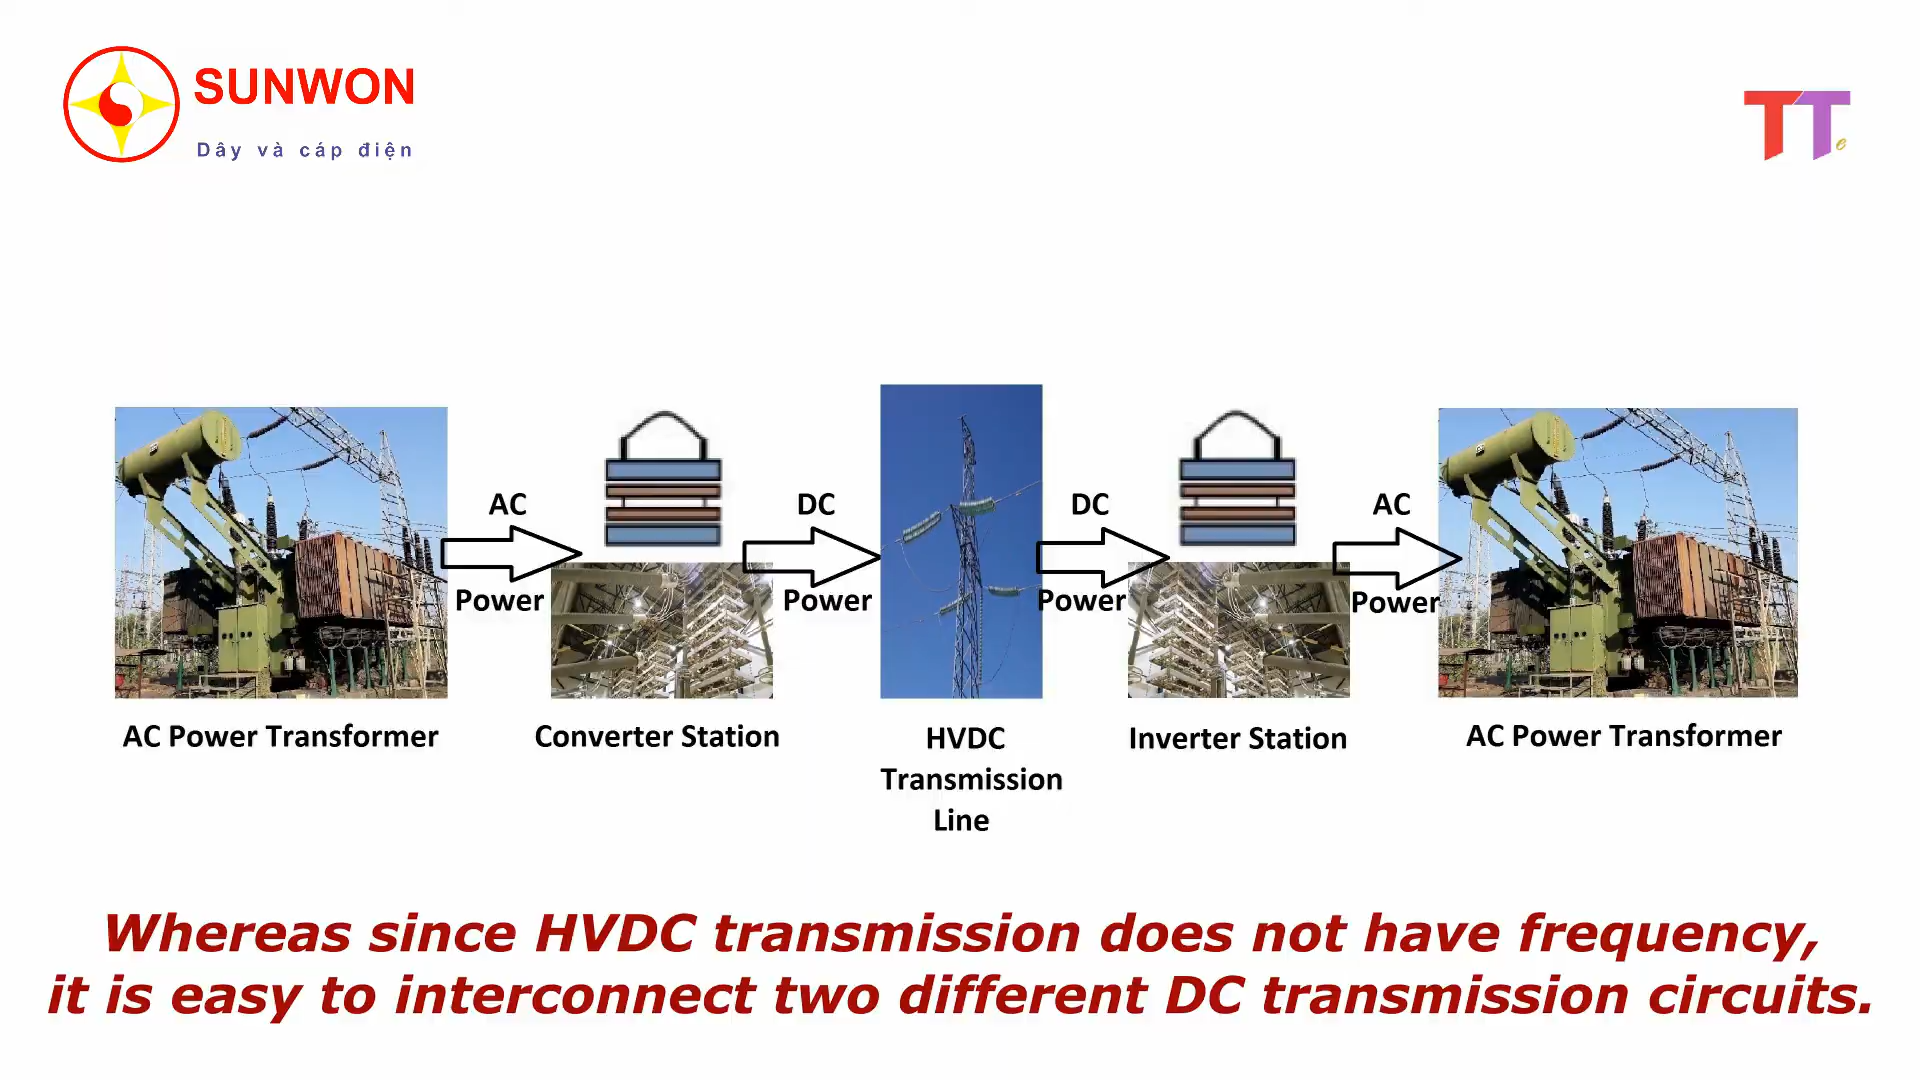 SUNWON
Dây và cáp điện
TT
e
AC
Power
DC
Power
DC
Power
AC
Power
AC Power Transformer
Converter Station
HVDC
Transmission
Line
Inverter Station
AC Power Transformer
Whereas since HVDC transmission does not have frequency,
it is easy to interconnect two different DC transmission circuits.